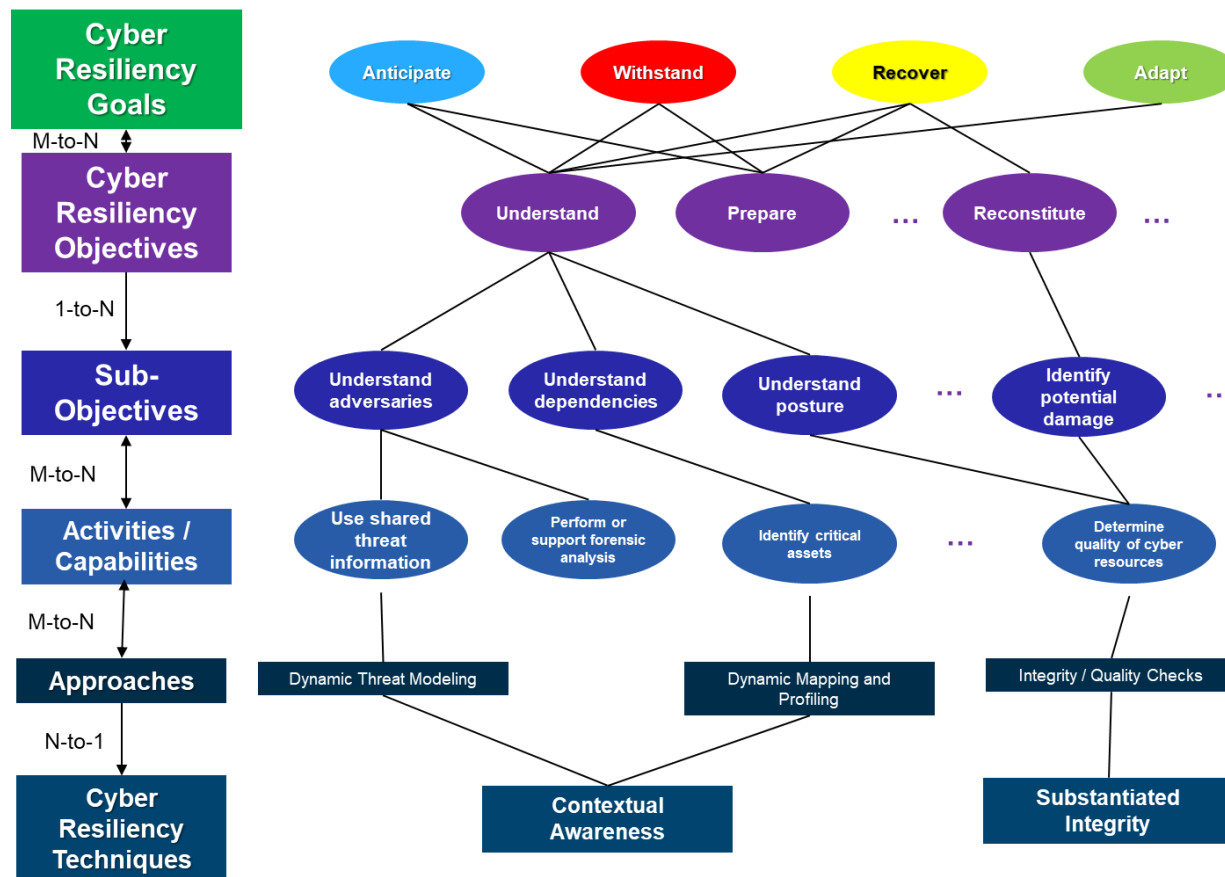 Cyber
Resiliency
Goals
Anticipate
Withstand
Recover
Adapt
M-to-N
Cyber
Resiliency
Objectives
Understand
Prepare
...
Reconstitute
...
1-to-N
Sub-
Objectives
Understand
adversaries
Understand
dependencies
Understand
posture
...
Identify
potential
damage
..
M-to-N
Activities /
Capabilities
Use shared
threat
information
Perform or
support forensic
analysis
Identify critical
assets
...
Determine
quality of cyber
resources
M-to-N
Approaches
Dynamic Threat Modeling
Dynamic Mapping and
Profiling
Integrity / Quality Checks
N-to-1
Cyber
Resiliency
Techniques
Contextual
Awareness
Substantiated
Integrity